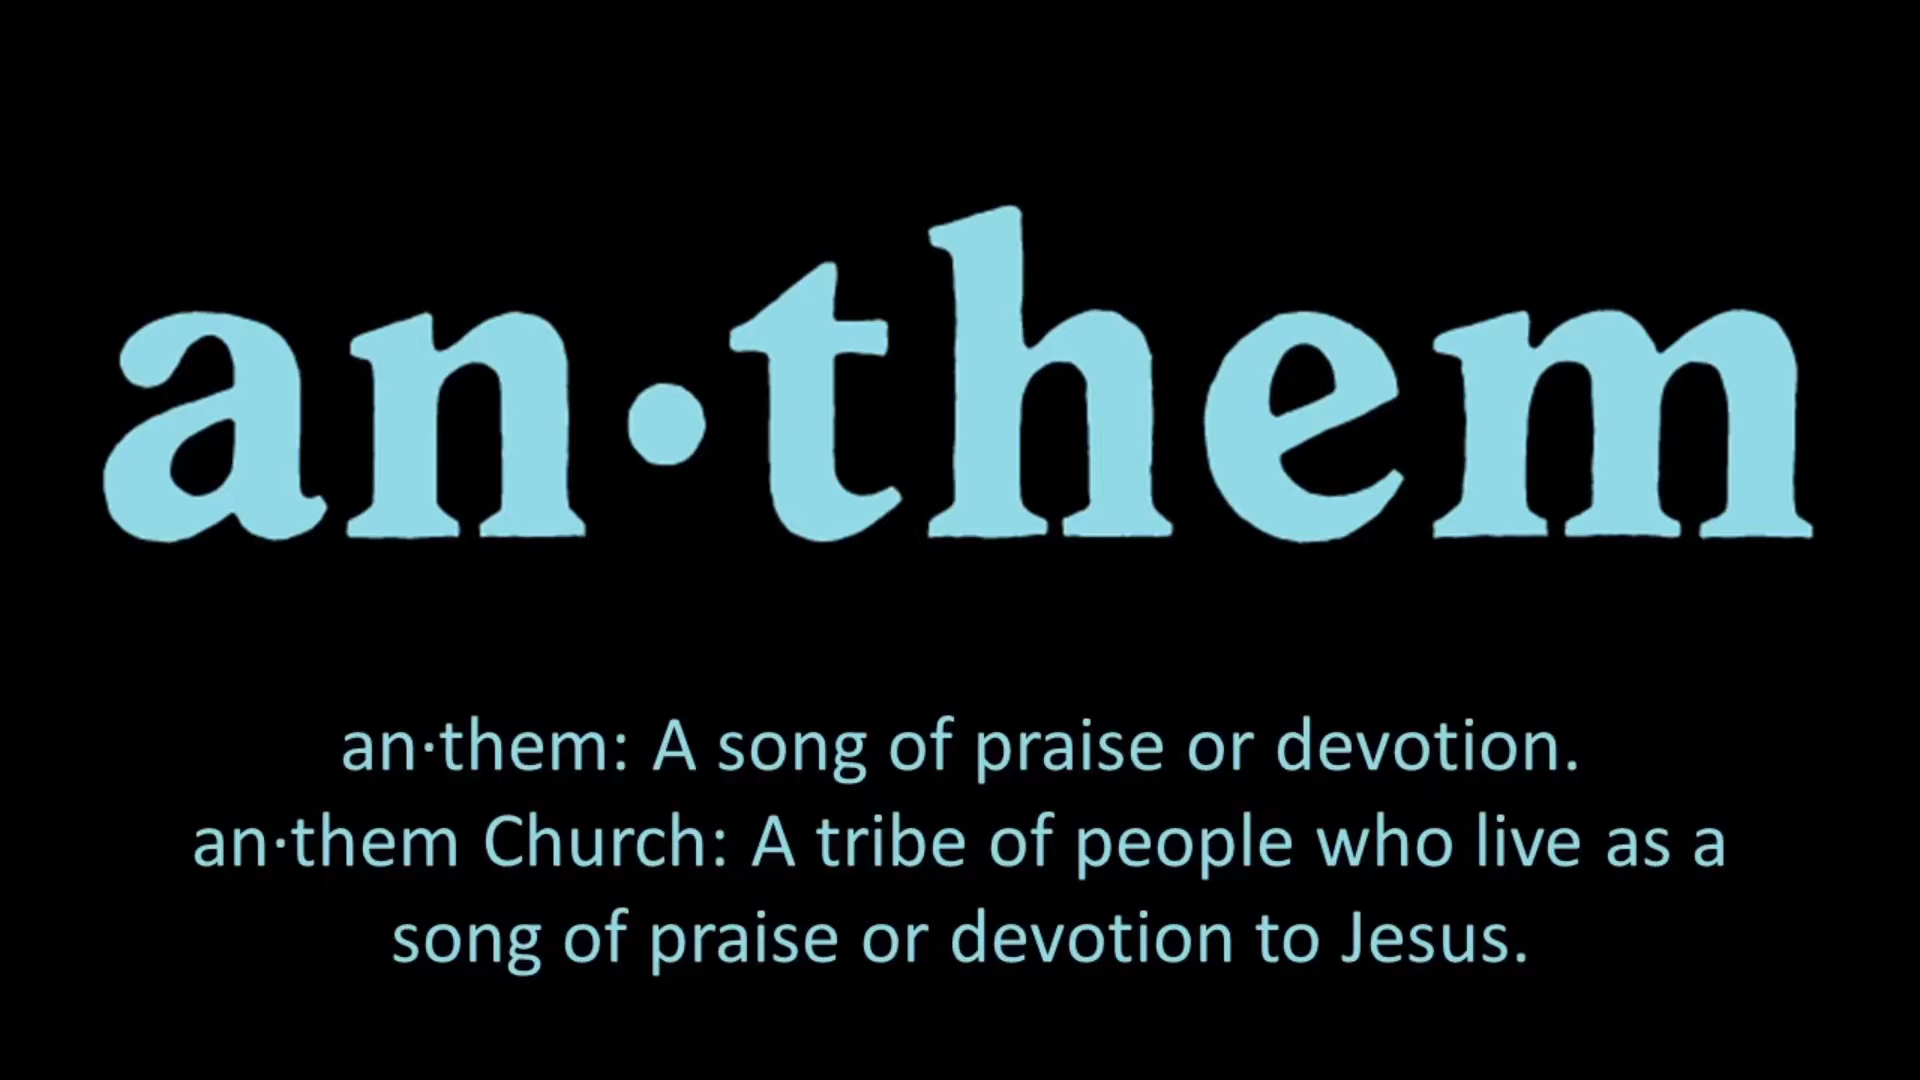 an·them
an·them: A song of praise or devotion.
an·them Church: A tribe of people who live as a
song of praise or devotion to Jesus.